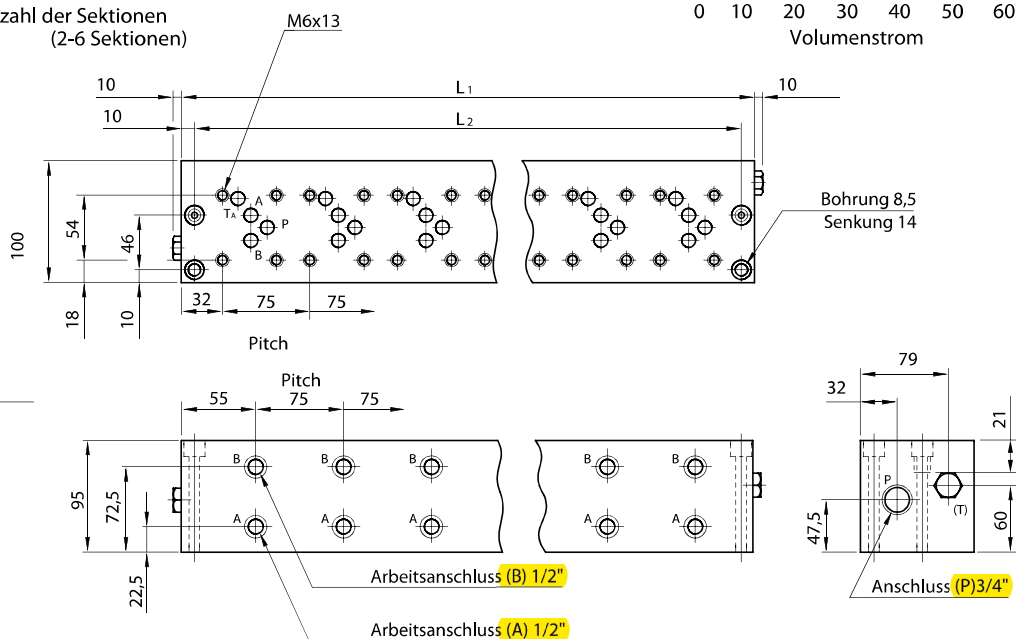 zahl der Sektionen
(2-6 Sektionen)
M6x13
0 10 20 30 40 50 60
Volumenstrom
10 L1 10
10 L2
100
54
46
18
10
TA A P B
Bohrung 8,5
Senkung 14
32 75 75
Pitch
Pitch
55 75 75
79
32
21
B B B B B
A A A A A
95
72,5
22,5
P
(T)
47,5
60
Arbeitsanschluss (B) 1/2"
Anschluss (P)3/4"
Arbeitsanschluss (A) 1/2"